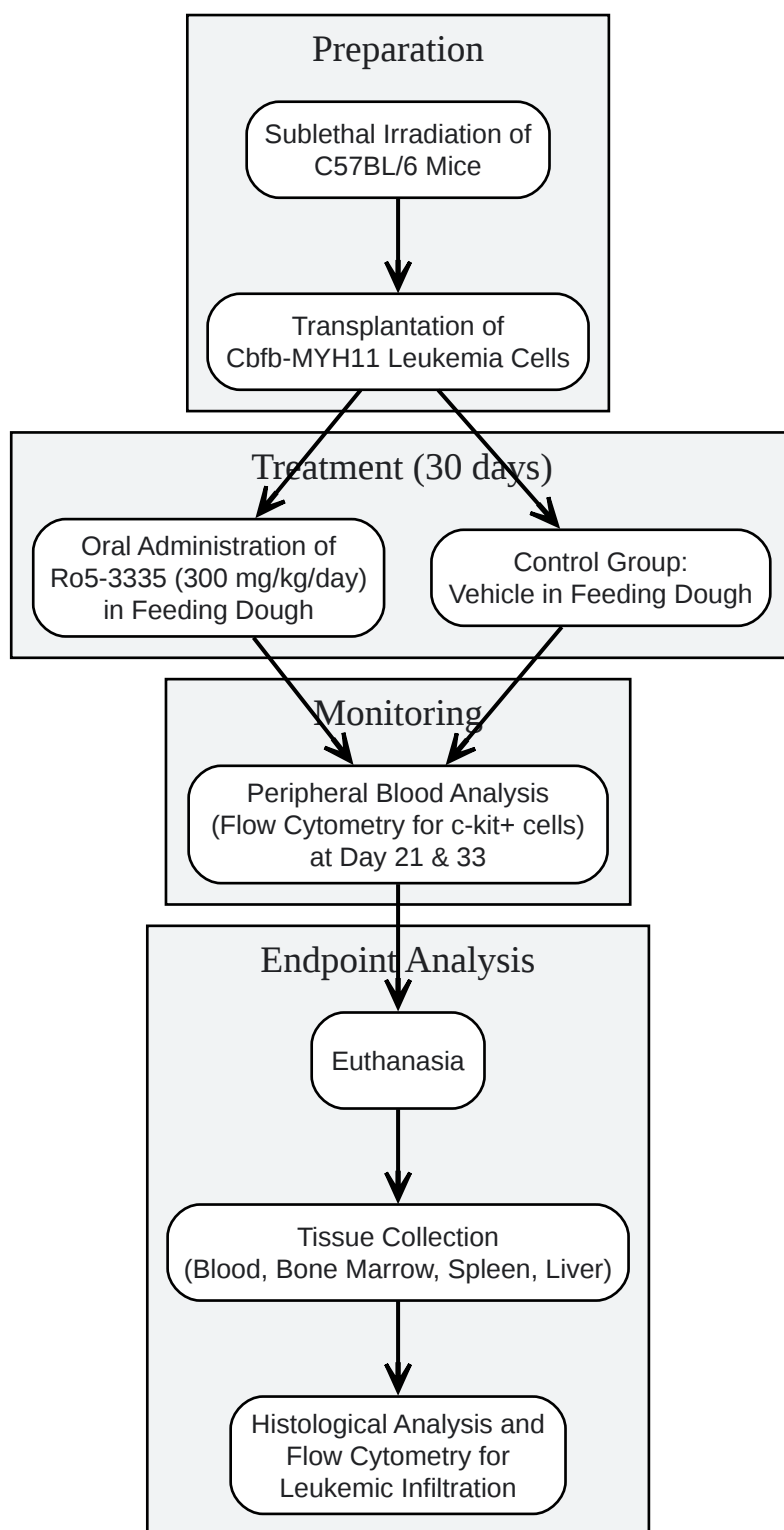 Preparation
Sublethal Irradiation of
C57BL/6 Mice
Transplantation of
Cbfb-MYH11 Leukemia Cells
Treatment (30 days)
Oral Administration of
Ro5-3335 (300 mg/kg/day)
in Feeding Dough
Control Group:
Vehicle in Feeding Dough
Monitoring
Peripheral Blood Analysis
(Flow Cytometry for c-kit+ cells)
at Day 21 & 33
Endpoint Analysis
Euthanasia
Tissue Collection
(Blood, Bone Marrow, Spleen, Liver)
Histological Analysis and
Flow Cytometry for
Leukemic Infiltration